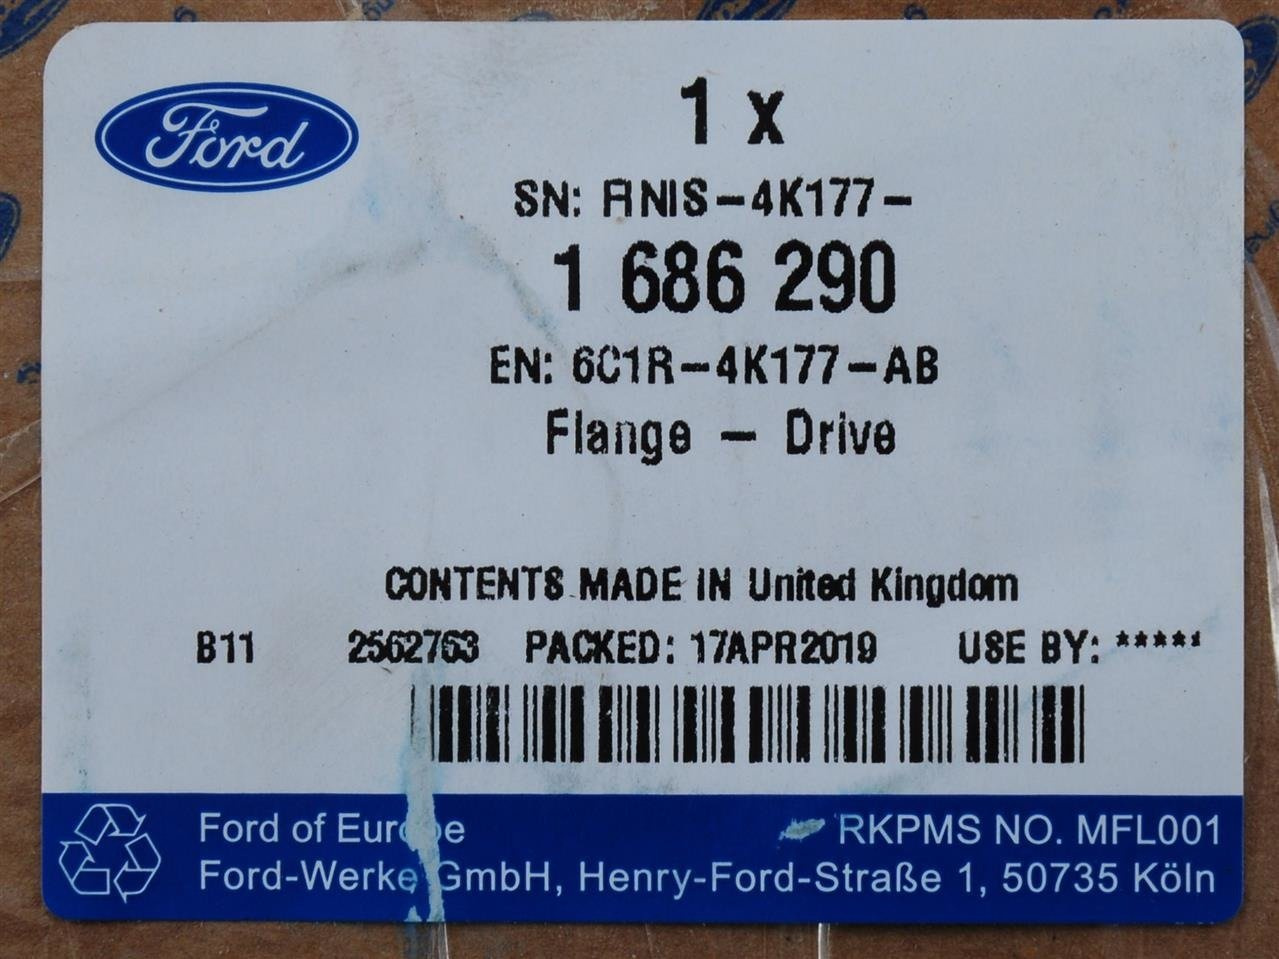 Ford
1 x
SN: FINIS-4K177-
1 686 290
EN: 6C1R-4K177-AB
Flange - Drive
CONTENTS MADE IN United Kingdom
B11 2562763 PACKED: 17APR2019 USE BY: *****
Ford of Europe RKPMS NO. MFL001
Ford-Werke GmbH, Henry-Ford-Straße 1, 50735 Köln